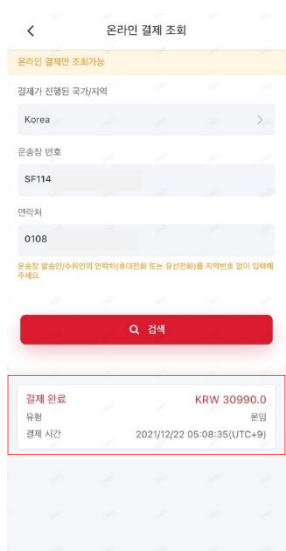 온라인 결제 조회
온라인 결제만 조회가능
결제가 진행된 국가/지역
Korea
운송장 번호
SF114
연락처
0108
운송장 발송인/수취인의 연락처(휴대전화 또는 유선전화)를 지역번호 없이 입력해
주세요.
검색
결제 완료 KRW 30990.0
유형 운임
결제 시간 2021/12/22 05:08:35(UTC+9)